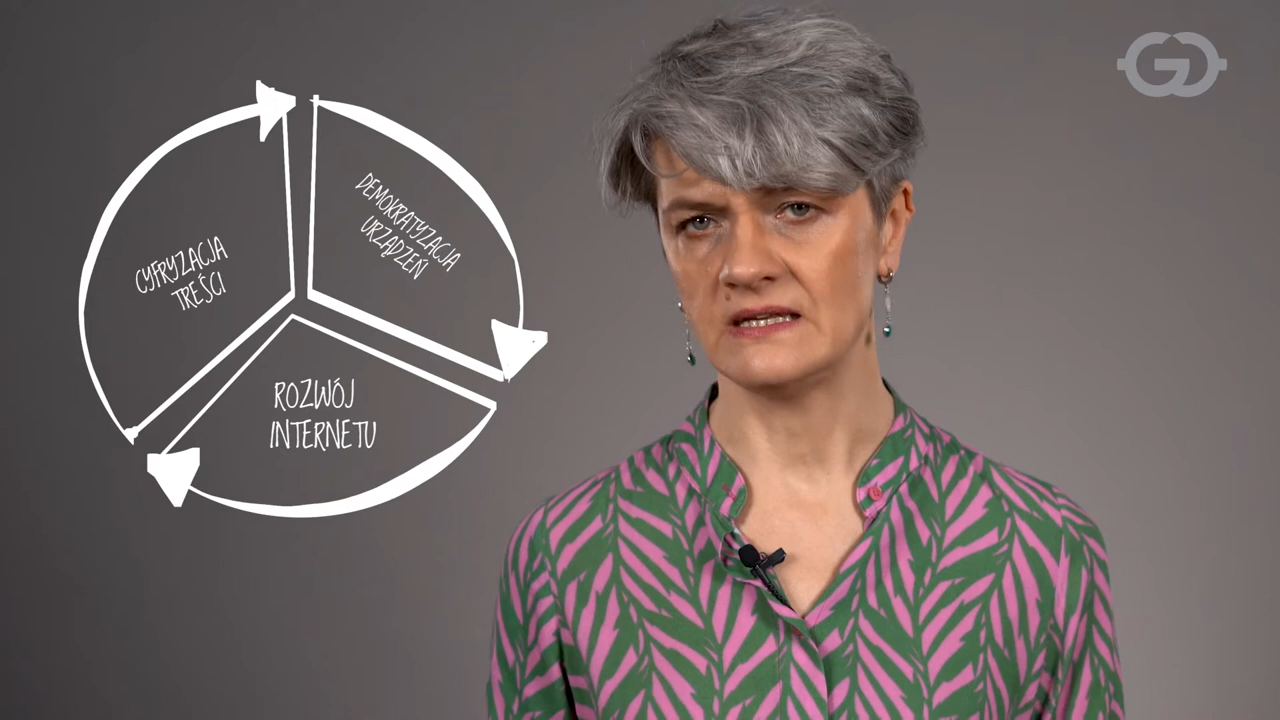 CYFRYZACJA
TREŚCI
DEMOKRATYZACJA
URZĄDZEŃ
ROZWÓJ
INTERNETU